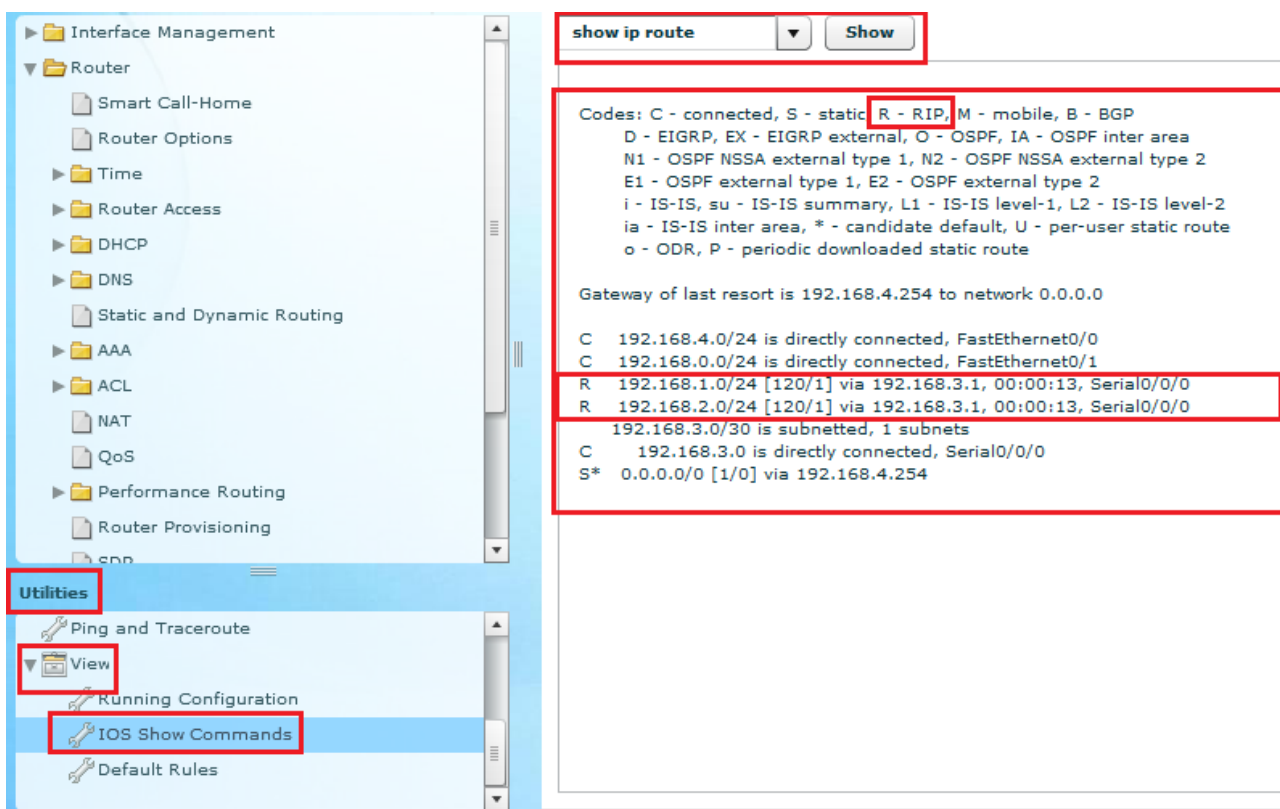 Interface Management
Router
Smart Call-Home
Router Options
Time
Router Access
DHCP
DNS
Static and Dynamic Routing
AAA
ACL
NAT
QoS
Performance Routing
Router Provisioning
SDP
Utilities
Ping and Traceroute
View
Running Configuration
IOS Show Commands
Default Rules
show ip route
Show
Codes: C - connected, S - static, R - RIP, M - mobile, B - BGP
D - EIGRP, EX - EIGRP external, O - OSPF, IA - OSPF inter area
N1 - OSPF NSSA external type 1, N2 - OSPF NSSA external type 2
E1 - OSPF external type 1, E2 - OSPF external type 2
i - IS-IS, su - IS-IS summary, L1 - IS-IS level-1, L2 - IS-IS level-2
ia - IS-IS inter area, * - candidate default, U - per-user static route
o - ODR, P - periodic downloaded static route
Gateway of last resort is 192.168.4.254 to network 0.0.0.0
C 192.168.4.0/24 is directly connected, FastEthernet0/0
C 192.168.0.0/24 is directly connected, FastEthernet0/1
R 192.168.1.0/24 [120/1] via 192.168.3.1, 00:00:13, Serial0/0/0
R 192.168.2.0/24 [120/1] via 192.168.3.1, 00:00:13, Serial0/0/0
192.168.3.0/30 is subnetted, 1 subnets
C 192.168.3.0 is directly connected, Serial0/0/0
S* 0.0.0.0/0 [1/0] via 192.168.4.254